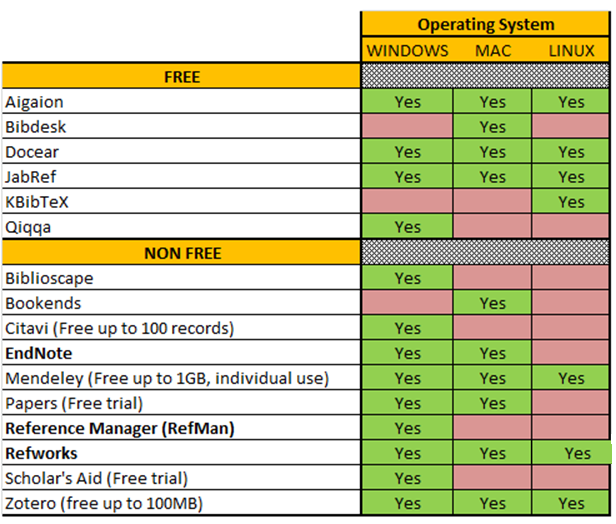 Operating System
WINDOWS MAC LINUX
FREE
Aigaion Yes Yes Yes
Bibdesk Yes
Docear Yes Yes Yes
JabRef Yes Yes Yes
KBibTeX Yes
Qiqqa Yes
NON FREE
Biblioscape Yes
Bookends Yes
Citavi (Free up to 100 records) Yes
EndNote Yes Yes
Mendeley (Free up to 1GB, individual use) Yes Yes Yes
Papers (Free trial) Yes Yes
Reference Manager (RefMan) Yes
Refworks Yes Yes Yes
Scholar's Aid (Free trial) Yes
Zotero (free up to 100MB) Yes Yes Yes